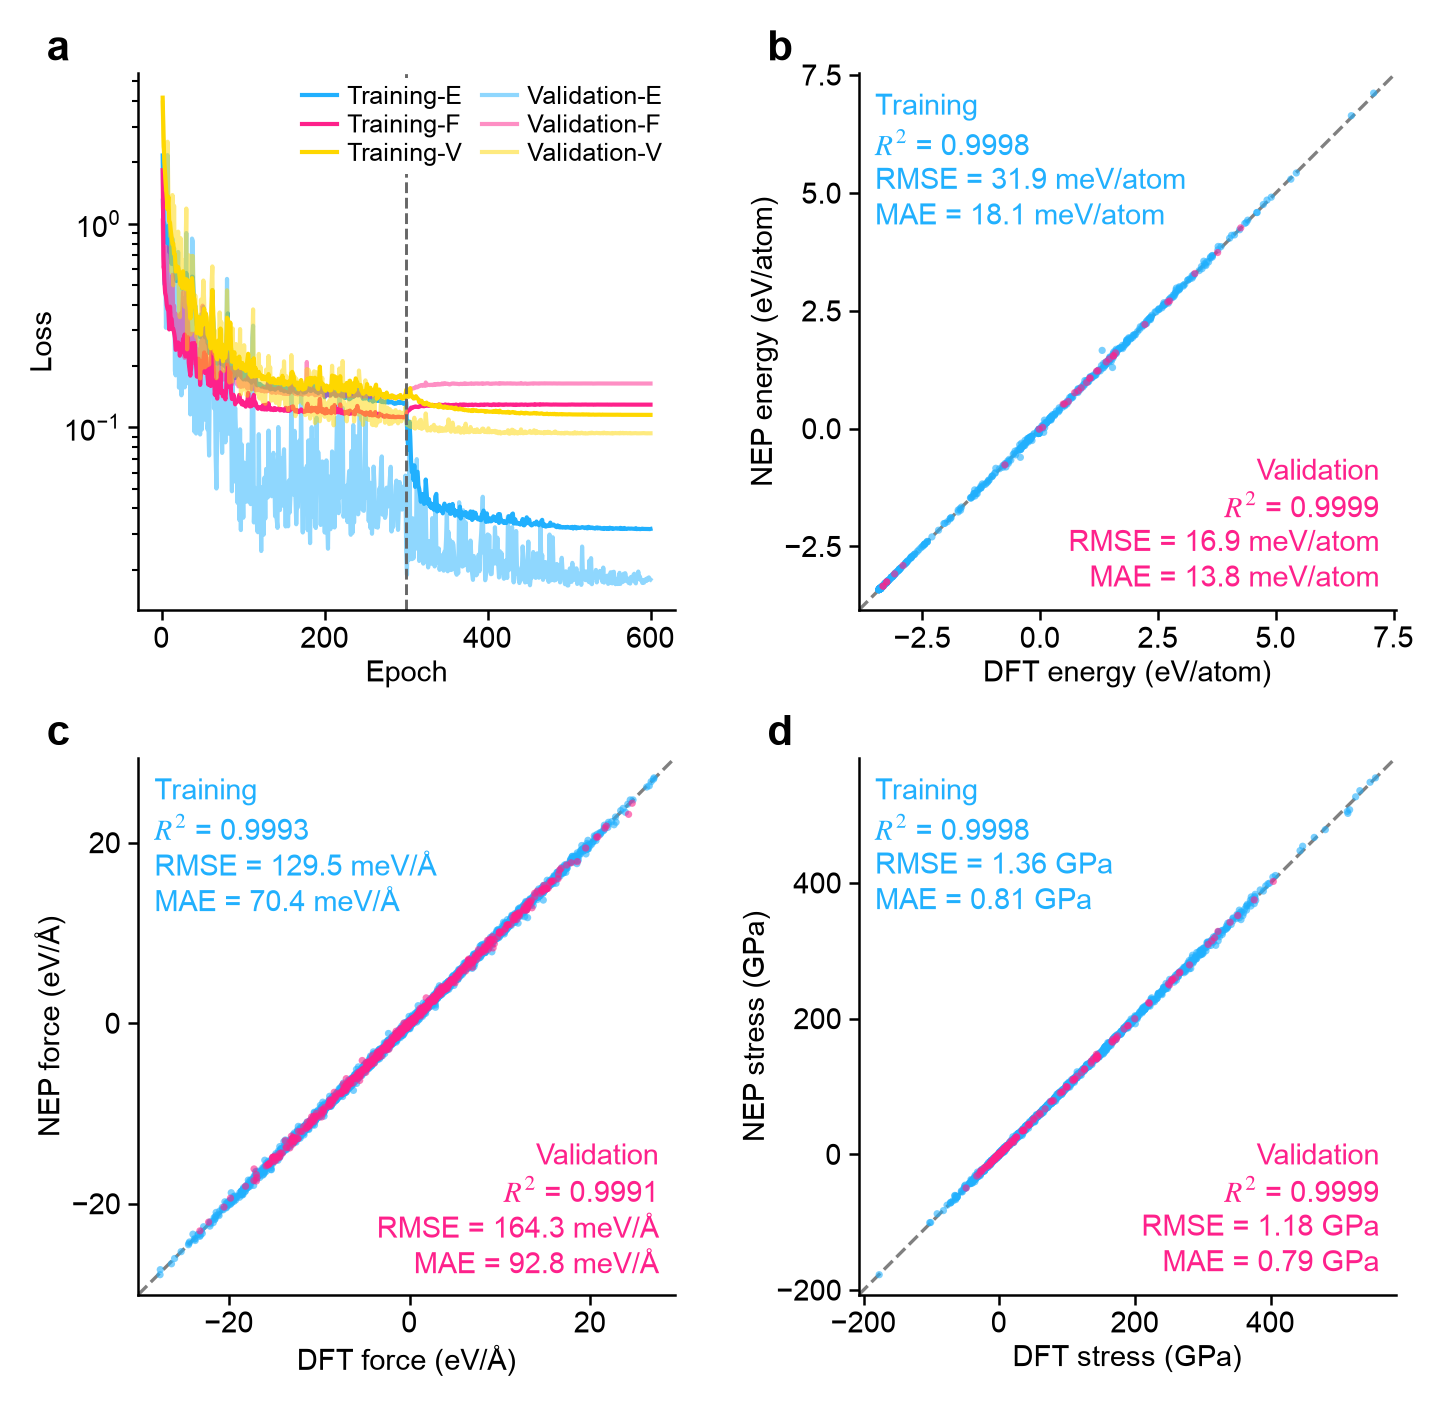 a
Training-E
Training-F
Training-V
Validation-E
Validation-F
Validation-V
10^0
10^−1
Loss
0
200
400
600
Epoch
b
Training
R^2 = 0.9998
RMSE = 31.9 meV/atom
MAE = 18.1 meV/atom
Validation
R^2 = 0.9999
RMSE = 16.9 meV/atom
MAE = 13.8 meV/atom
7.5
5.0
2.5
0.0
−2.5
NEP energy (eV/atom)
−2.5
0.0
2.5
5.0
7.5
DFT energy (eV/atom)
c
Training
R^2 = 0.9993
RMSE = 129.5 meV/Å
MAE = 70.4 meV/Å
Validation
R^2 = 0.9991
RMSE = 164.3 meV/Å
MAE = 92.8 meV/Å
20
0
−20
NEP force (eV/Å)
−20
0
20
DFT force (eV/Å)
d
Training
R^2 = 0.9998
RMSE = 1.36 GPa
MAE = 0.81 GPa
Validation
R^2 = 0.9999
RMSE = 1.18 GPa
MAE = 0.79 GPa
400
200
0
−200
NEP stress (GPa)
−200
0
200
400
DFT stress (GPa)